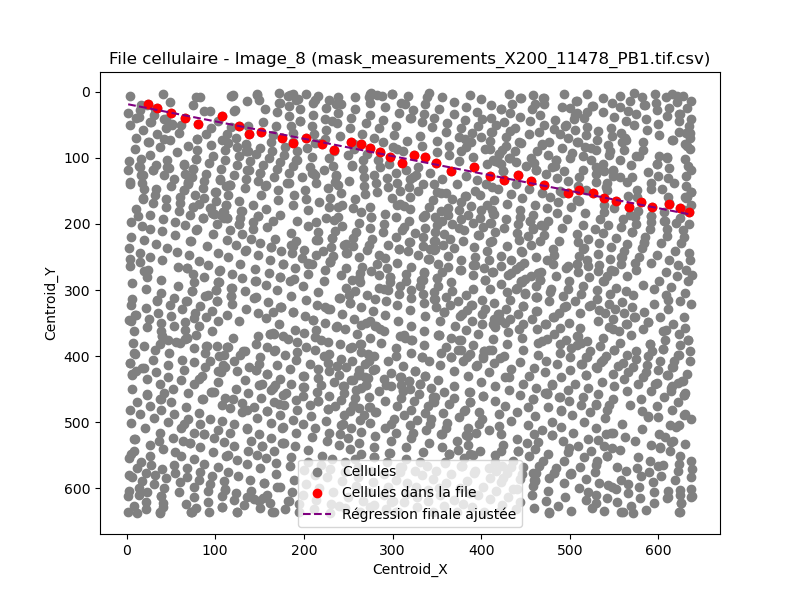 File cellulaire - Image_8 (mask_measurements_X200_11478_PB1.tif.csv)
0
100
200
300
400
500
600
Centroid_Y
Cellules
Cellules dans la file
Régression finale ajustée
0 100 200 300 400 500 600
Centroid_X